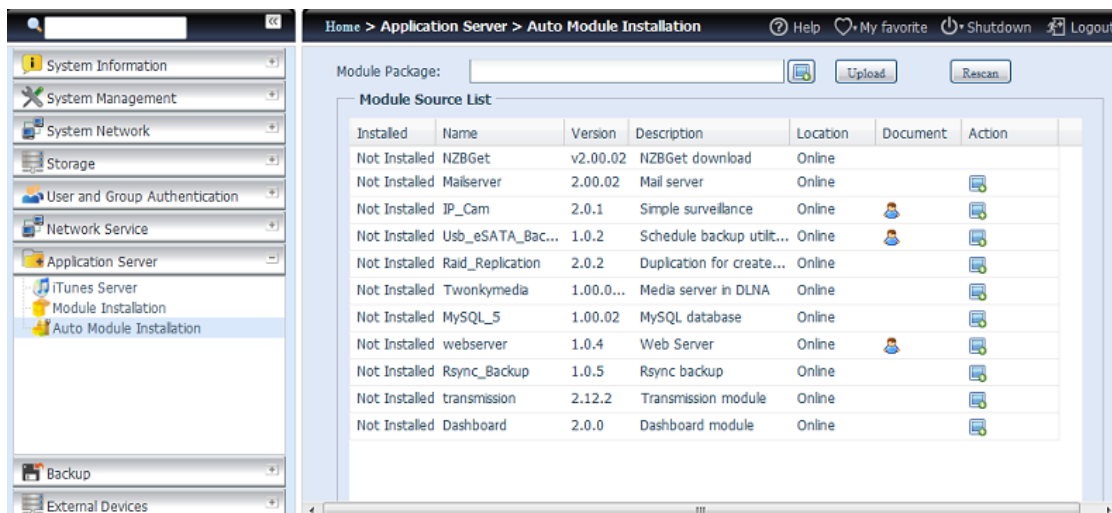 Home > Application Server > Auto Module Installation Help My favorite Shutdown Logout
System Information
System Management
System Network
Storage
User and Group Authentication
Network Service
Application Server
iTunes Server
Module Installation
Auto Module Installation
Backup
External Devices
Module Package: Upload Rescan
Module Source List
Installed Name Version Description Location Document Action
Not Installed NZBGet v2.00.02 NZBGet download Online
Not Installed Mailserver 2.00.02 Mail server Online
Not Installed IP_Cam 2.0.1 Simple surveillance Online
Not Installed Usb_eSATA_Bac... 1.0.2 Schedule backup utilit... Online
Not Installed Raid_Replication 2.0.2 Duplication for create... Online
Not Installed Twonkymedia 1.00.0... Media server in DLNA Online
Not Installed MySQL_5 1.00.02 MySQL database Online
Not Installed webserver 1.0.4 Web Server Online
Not Installed Rsync_Backup 1.0.5 Rsync backup Online
Not Installed transmission 2.12.2 Transmission module Online
Not Installed Dashboard 2.0.0 Dashboard module Online